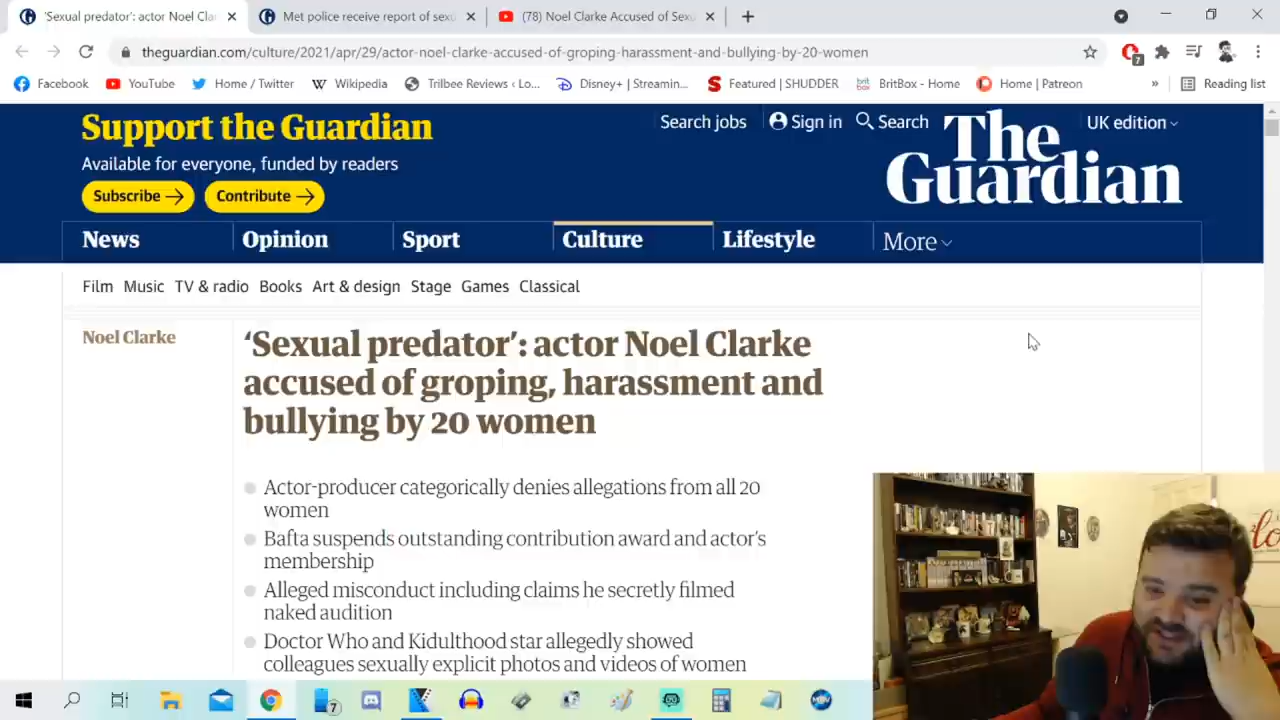 'Sexual predator': actor Noel Cla
Met police receive report of sexu
(78) Noel Clarke Accused of Sexu
theguardian.com/culture/2021/apr/29/actor-noel-clarke-accused-of-groping-harassment-and-bullying-by-20-women
7
Facebook
YouTube
Home / Twitter
W Wikipedia
Trilbee Reviews ‹ Lo...
Disney+ | Streamin...
Featured | SHUDDER
brit box BritBox - Home
Home | Patreon
»
Reading list
Support the Guardian
Available for everyone, funded by readers
Subscribe →
Contribute →
Search jobs
Sign in
Search
UK edition
The Guardian
News
Opinion
Sport
Culture
Lifestyle
More
Film
Music
TV & radio
Books
Art & design
Stage
Games
Classical
Noel Clarke
'Sexual predator': actor Noel Clarke
accused of groping, harassment and
bullying by 20 women
Actor-producer categorically denies allegations from all 20
women
Bafta suspends outstanding contribution award and actor's
membership
Alleged misconduct including claims he secretly filmed
naked audition
Doctor Who and Kidulthood star allegedly showed
colleagues sexually explicit photos and videos of women
lo
7